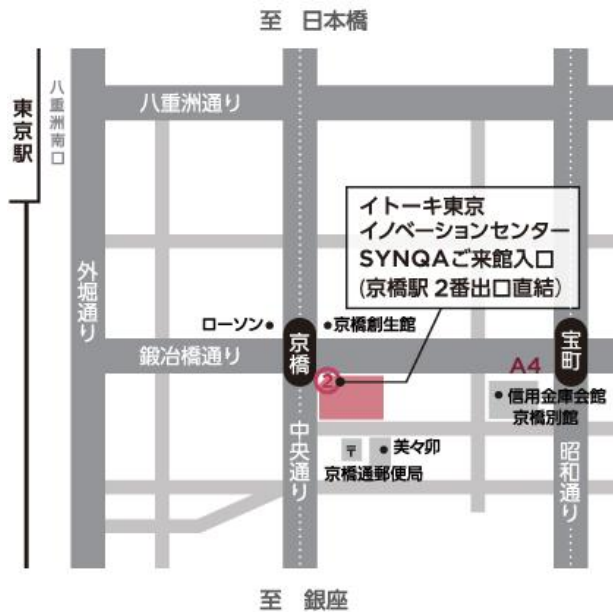 至 日本橋
八重洲通り
八重洲南口
東京駅
イトーキ東京
イノベーションセンター
SYNQAご来館入口
(京橋駅 2番出口直結)
外堀通り
ローソン
京橋
京橋創生館
宝町
鍛冶橋通り
A4
2
信用金庫会館
京橋別館
中央通り
〒
美々卯
京橋通郵便局
昭和通り
至 銀座